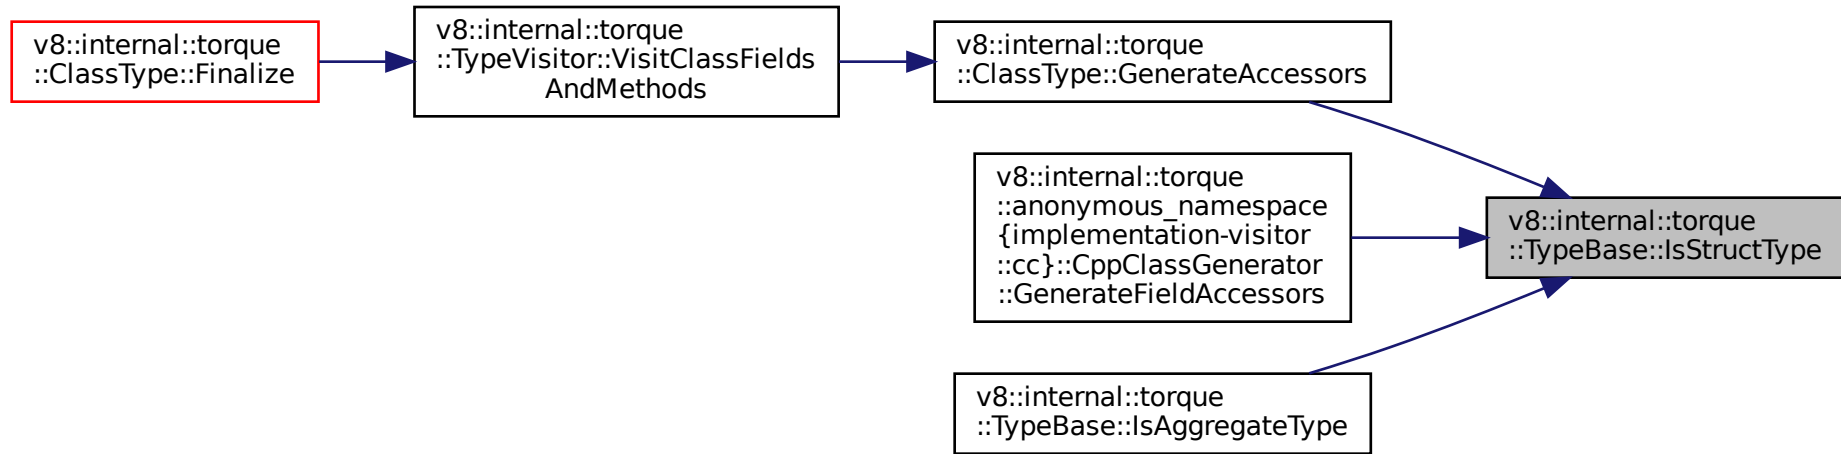 v8::internal::torque
::ClassType::Finalize
v8::internal::torque
::TypeVisitor::VisitClassFields
AndMethods
v8::internal::torque
::ClassType::GenerateAccessors
v8::internal::torque
::anonymous_namespace
{implementation-visitor
::cc}::CppClassGenerator
::GenerateFieldAccessors
v8::internal::torque
::TypeBase::IsAggregateType
v8::internal::torque
::TypeBase::IsStructType